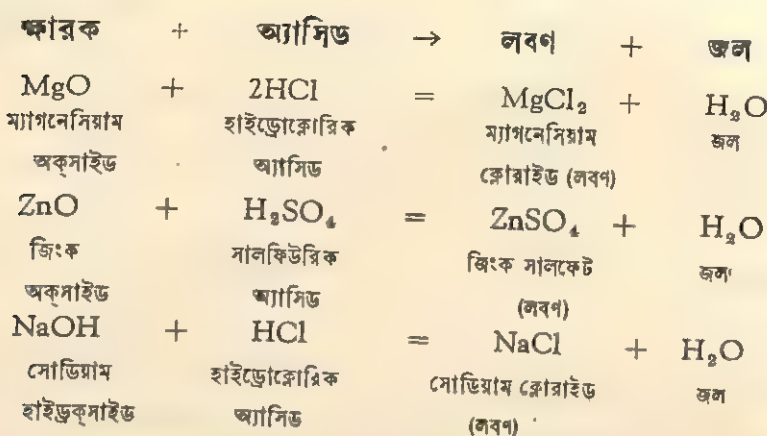 ক্ষারক + অ্যাসিড → লবণ + জল
MgO + 2HCl = MgCl₂ + H₂O
ম্যাগনেসিয়াম হাইড্রোক্লোরিক ম্যাগনেসিয়াম জল
অক্সাইড অ্যাসিড ক্লোরাইড (লবণ)
ZnO + H₂SO₄ = ZnSO₄ + H₂O
জিংক সালফিউরিক জিংক সালফেট জল
অক্সাইড অ্যাসিড (লবণ)
NaOH + HCl = NaCl + H₂O
সোডিয়াম হাইড্রোক্লোরিক সোডিয়াম ক্লোরাইড জল
হাইড্রক্সাইড অ্যাসিড (লবণ)